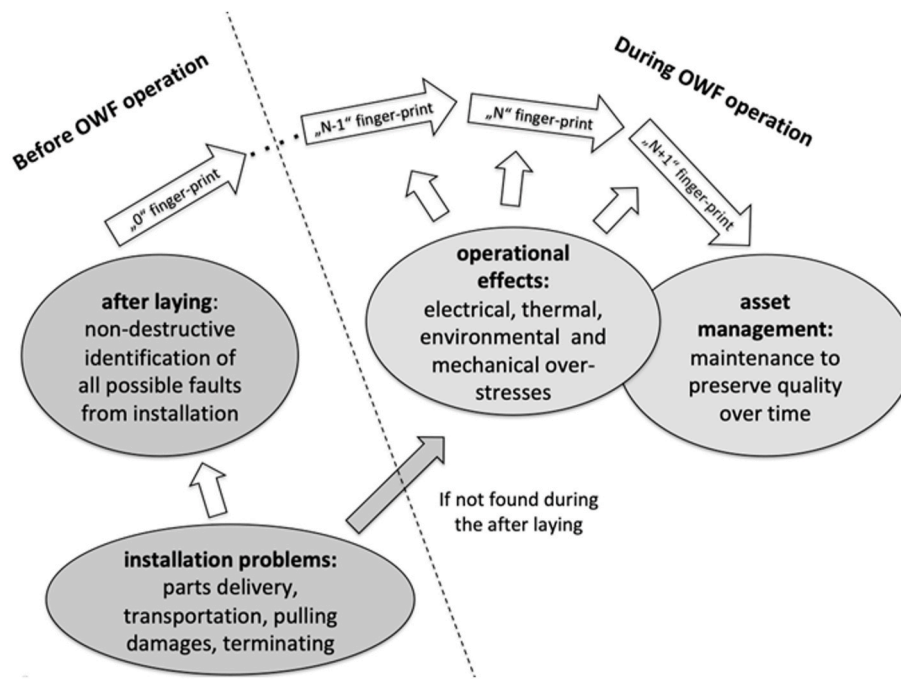 Before OWF operation
During OWF operation
„0“ finger-print
„N-1“ finger-print
„N“ finger-print
„N+1“ finger-print
after laying:
non-destructive
identification of
all possible faults
from installation
operational
effects:
electrical, thermal,
environmental and
mechanical over-
stresses
asset
management:
maintenance to
preserve quality
over time
If not found during
the after laying
installation problems:
parts delivery,
transportation, pulling
damages, terminating